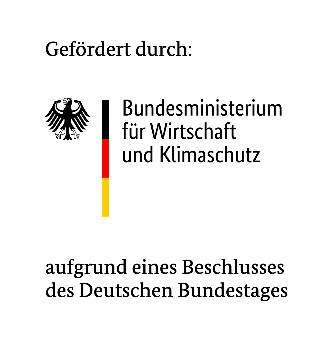 Gefördert durch:
Bundesministerium
für Wirtschaft
und Klimaschutz
aufgrund eines Beschlusses
des Deutschen Bundestages